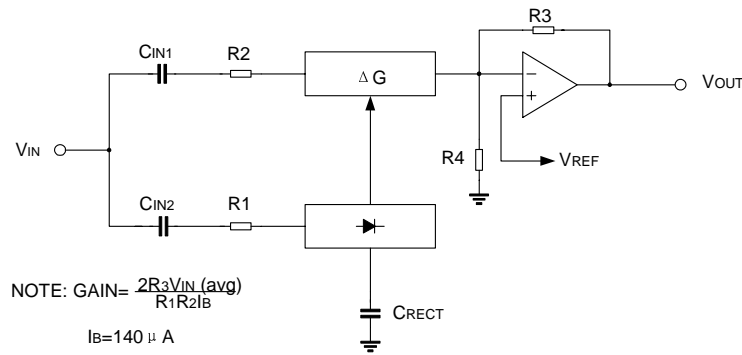 R3
CIN1
R2
ΔG
VOUT
VIN
R4
VREF
CIN2
R1
NOTE: GAIN= 2R3VIN (avg)
R1R2IB
CRECT
IB=140 μ A